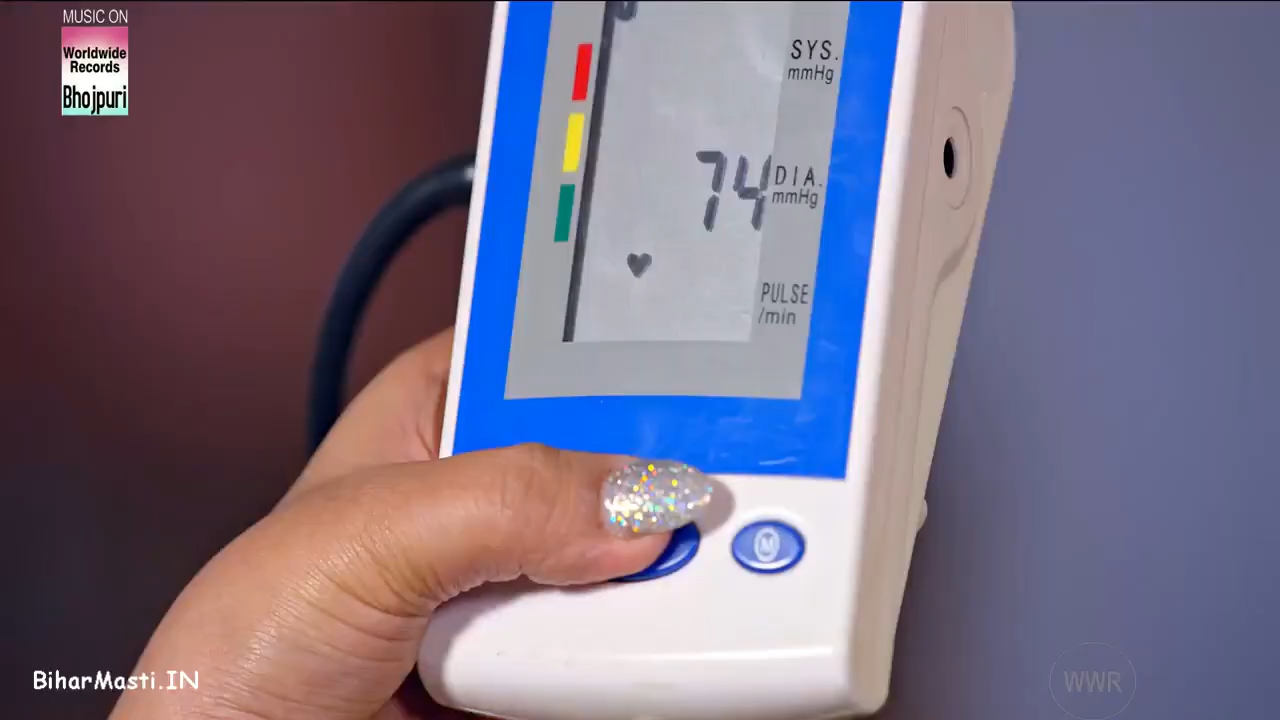 MUSIC ON
Worldwide
Records
Bhojpuri
SYS.
mmHg
74
DIA.
mmHg
PULSE
/min
M
BiharMasti.IN
WWR